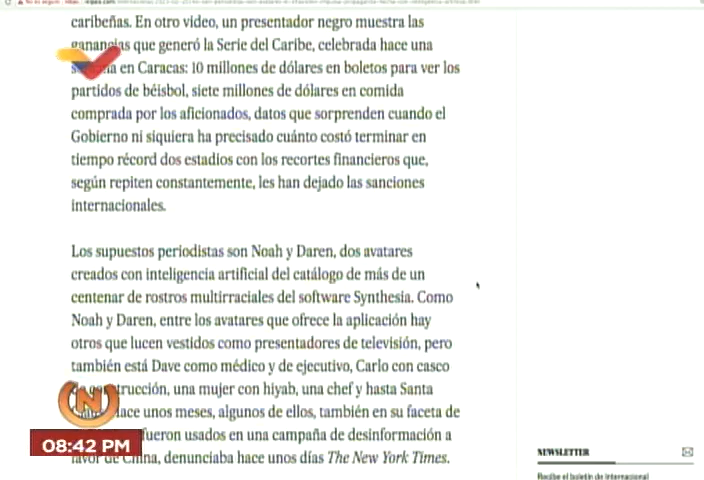 caribeñas. En otro video, un presentador negro muestra las
ganancias que generó la Serie del Caribe, celebrada hace una
en Caracas: 10 millones de dólares en boletos para ver los
partidos de béisbol, siete millones de dólares en comida
comprada por los aficionados, datos que sorprenden cuando el
Gobierno ni siquiera ha precisado cuánto costó terminar en
tiempo récord dos estadios con los recortes financieros que,
según repiten constantemente, les han dejado las sanciones
internacionales.
Los supuestos periodistas son Noah y Daren, dos avatares
creados con inteligencia artificial del catálogo de más de un
centenar de rostros multirraciales del software Synthesia. Como
Noah y Daren, entre los avatares que ofrece la aplicación hay
otros que lucen vestidos como presentadores de televisión, pero
también está Dave como médico y de ejecutivo, Carlo con casco
trucción, una mujer con hiyab, una chef y hasta Santa
ace unos meses, algunos de ellos, también en su faceta de
fueron usados en una campaña de desinformación a
favor de China, denunciaba hace unos días The New York Times.
N
08:42 PM
NEWSLETTER
Recibe el boletín de Internacional